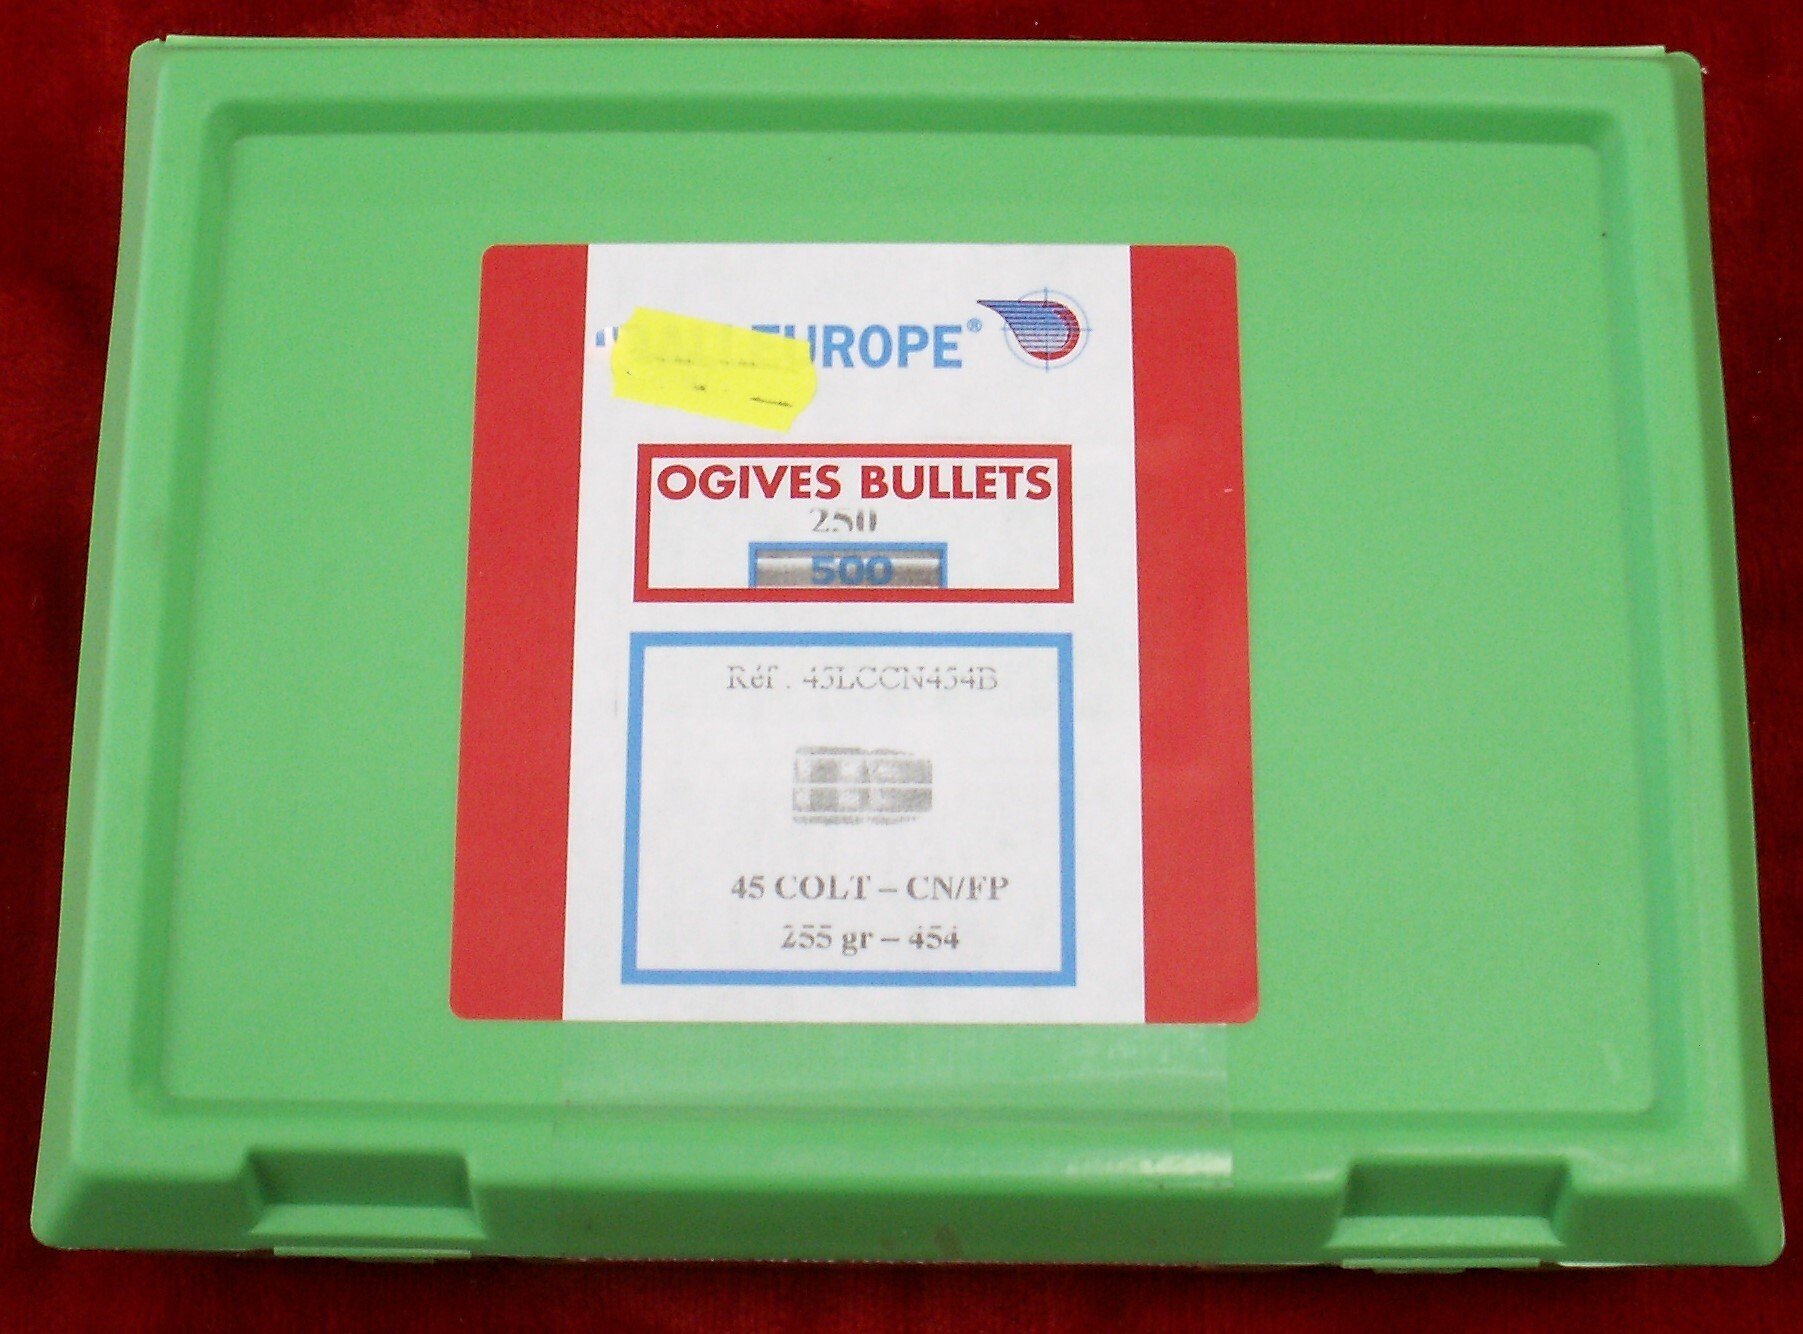 EUROPE®
OGIVES BULLETS
250
500
Réf . 45LCCN454B
45 COLT – CN/FP
255 gr – 454